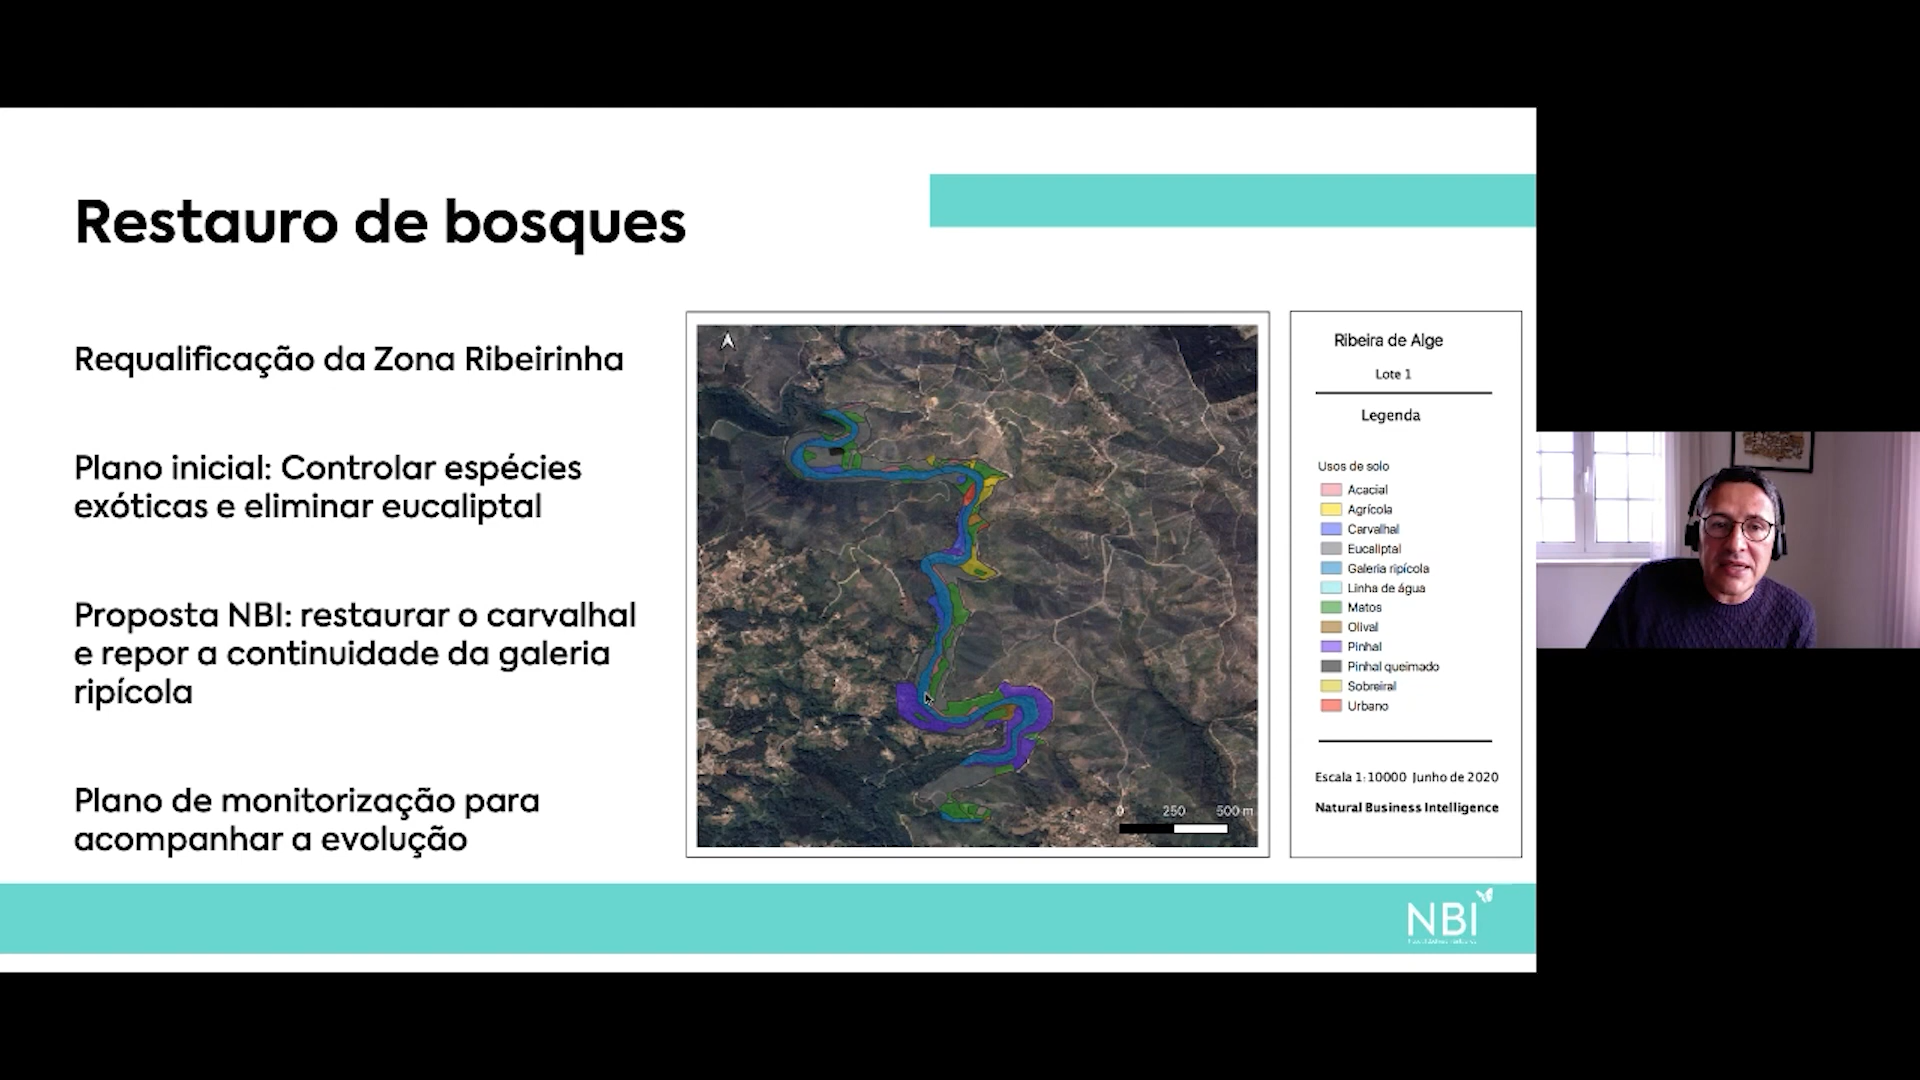 Restauro de bosques
Requalificação da Zona Ribeirinha
Plano inicial: Controlar espécies
exóticas e eliminar eucaliptal
Proposta NBI: restaurar o carvalhal
e repor a continuidade da galeria
ripícola
Plano de monitorização para
acompanhar a evolução
0 250 500 m
Ribeira de Alge
Lote 1
Legenda
Usos de solo
Acacial
Agrícola
Carvalhal
Eucaliptal
Galeria ripícola
Linha de água
Matos
Olival
Pinhal
Pinhal queimado
Sobreiral
Urbano
Escala 1:10000 Junho de 2020
Natural Business Intelligence
NBI